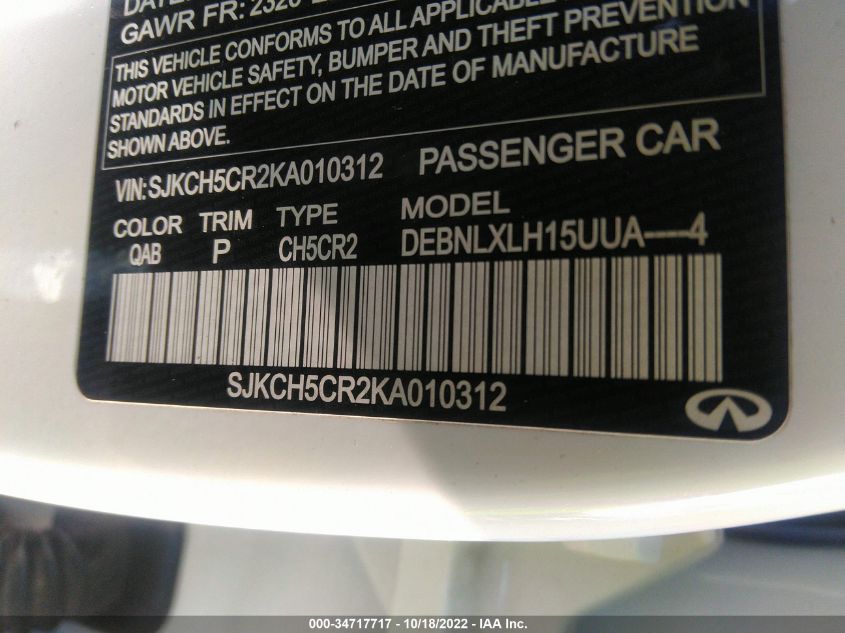 GAWR FR: 2320
THIS VEHICLE CONFORMS TO ALL APPLICABLE
MOTOR VEHICLE SAFETY, BUMPER AND THEFT PREVENTION
STANDARDS IN EFFECT ON THE DATE OF MANUFACTURE
SHOWN ABOVE.
VIN: SJKCH5CR2KA010312 PASSENGER CAR
COLOR TRIM TYPE MODEL
QAB P CH5CR2 DEBNLXLH15UUA----4
SJKCH5CR2KA010312
000-34717717 - 10/18/2022 - IAA Inc.